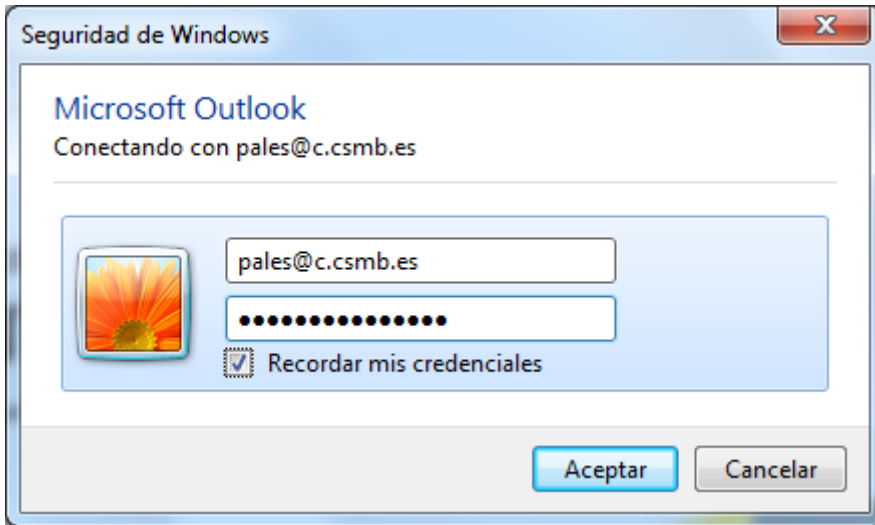 Seguridad de Windows
Microsoft Outlook
Conectando con pales@c.csmb.es
pales@c.csmb.es
●●●●●●●●●●●●●●●
Recordar mis credenciales
Aceptar
Cancelar